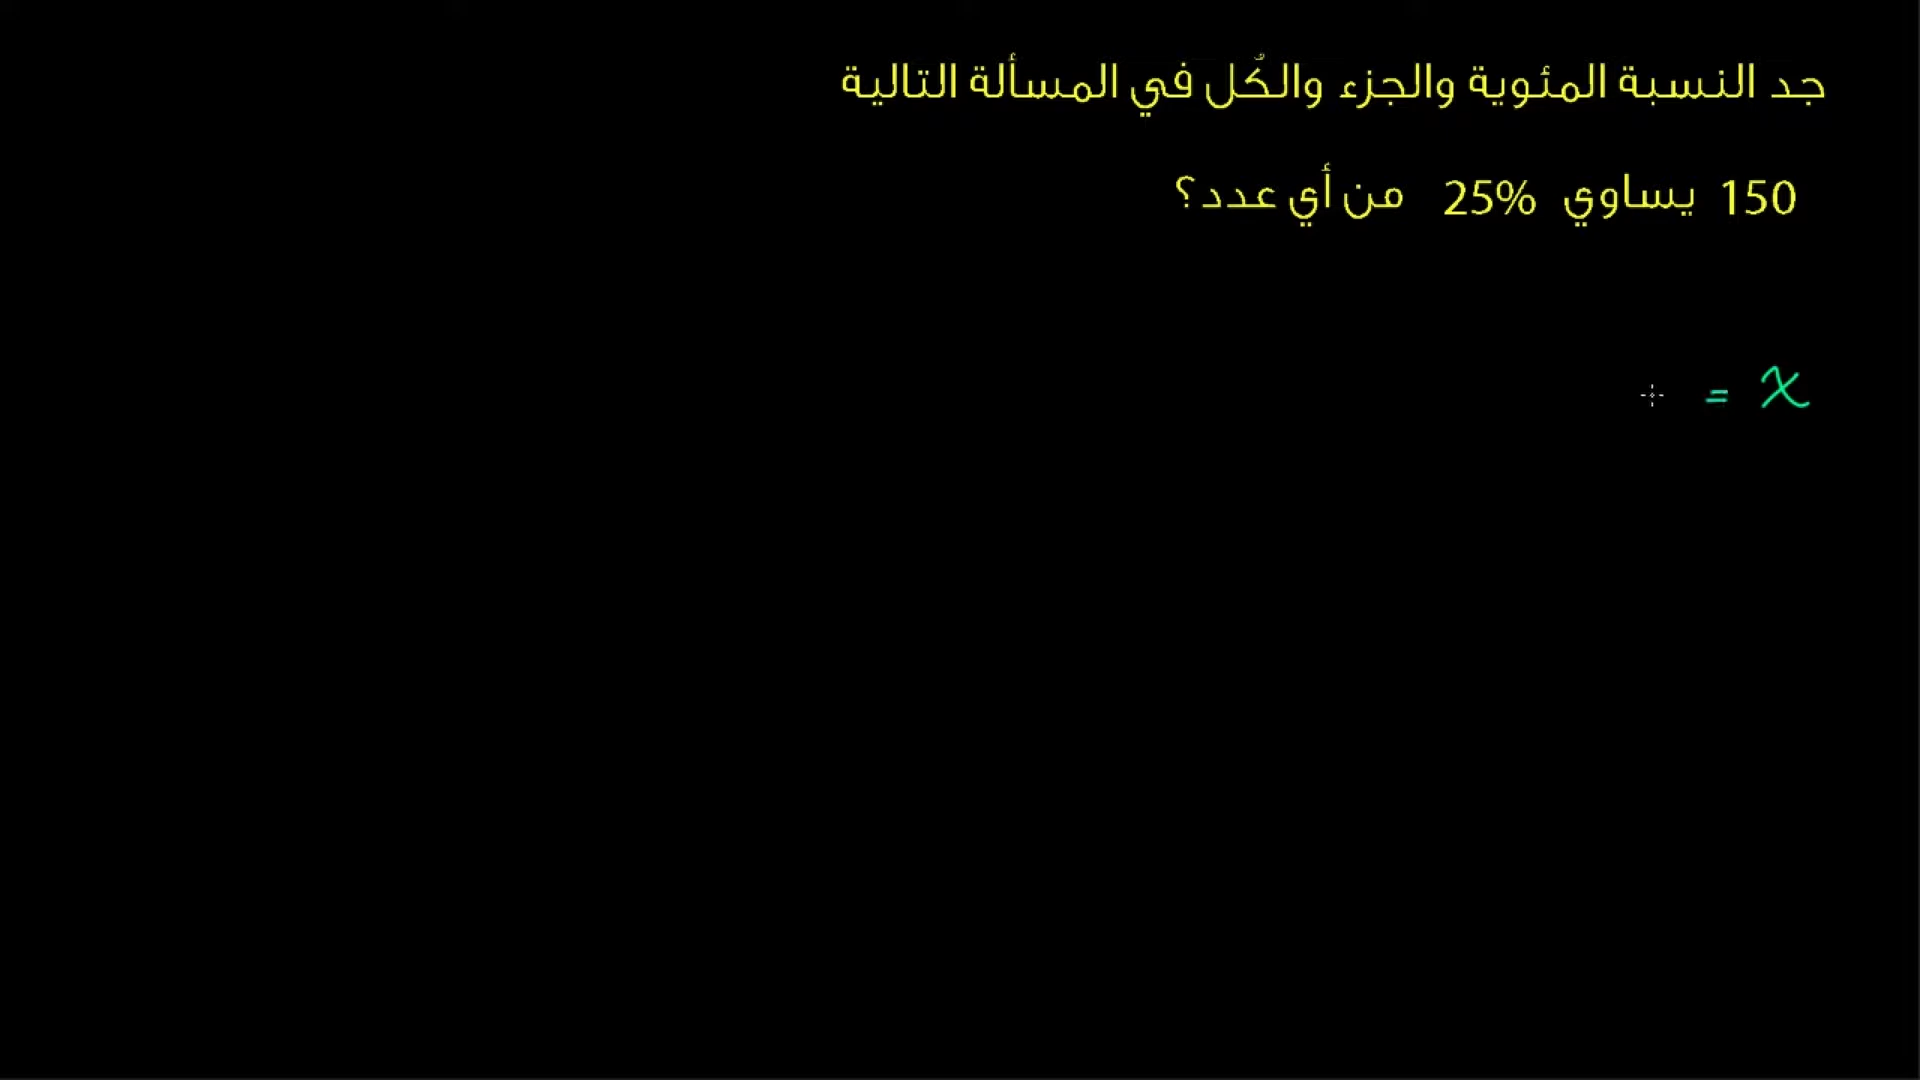 جد النسبة المئوية والجزء والكُل في المسألة التالية
150 يساوي 25% من أي عدد؟
x =